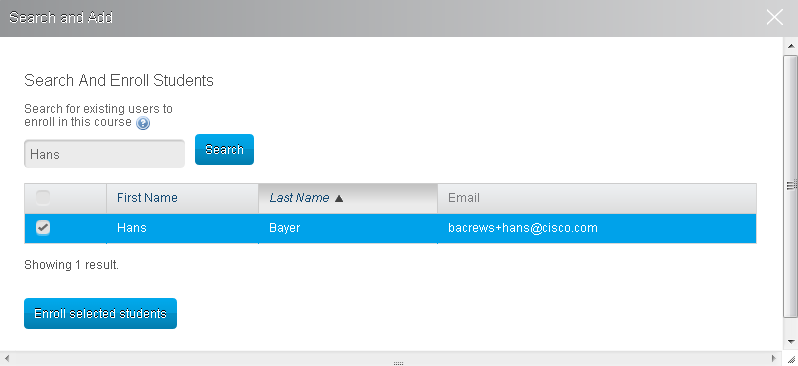 Search and Add
Search And Enroll Students
Search for existing users to
enroll in this course
Hans
Search
First Name Last Name ▲ Email
Hans Bayer bacrews+hans@cisco.com
Showing 1 result.
Enroll selected students